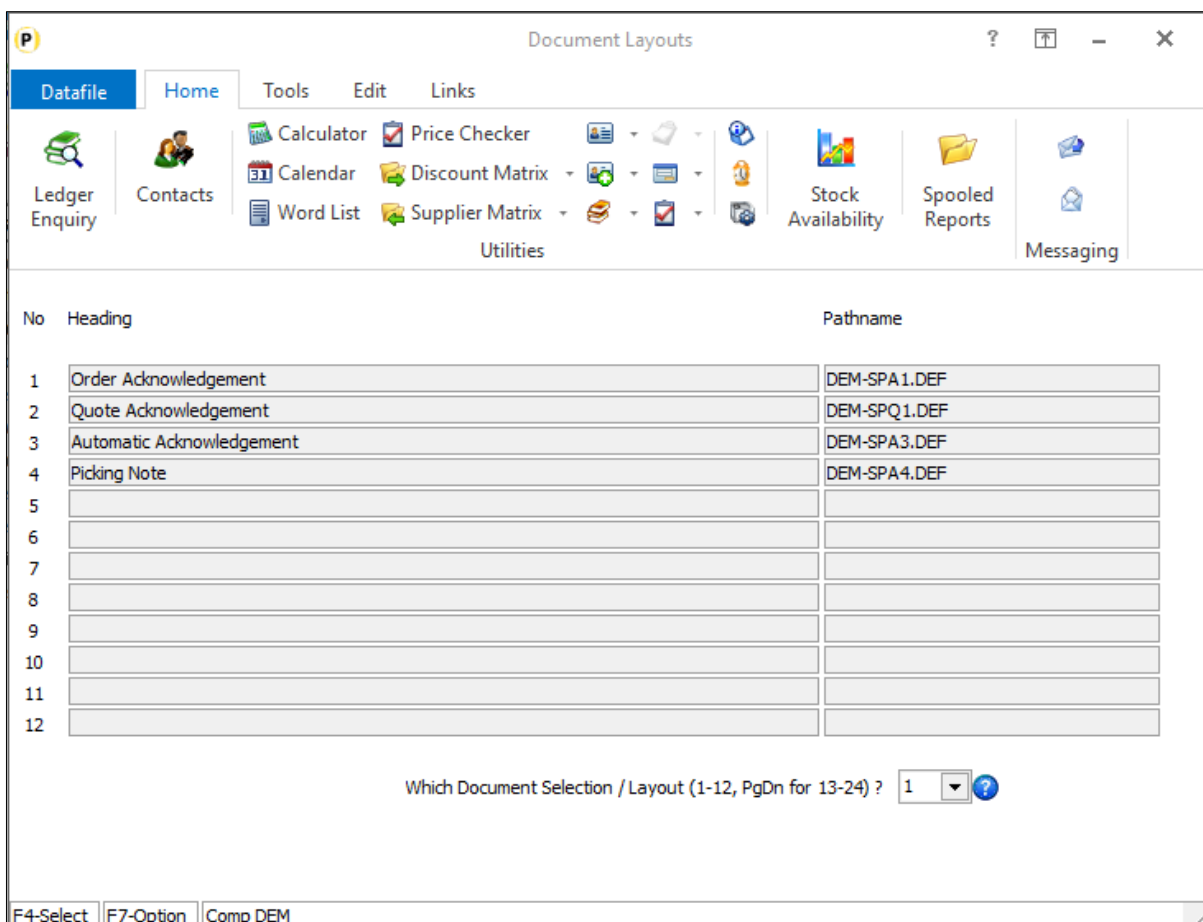 P Document Layouts ?
Datafile Home Tools Edit Links
Calculator Price Checker
Calendar Discount Matrix
Word List Supplier Matrix
Ledger Enquiry
Contacts
Stock Availability
Spooled Reports
Utilities Messaging
No Heading Pathname
1 Order Acknowledgement DEM-SPA1.DEF
2 Quote Acknowledgement DEM-SPQ1.DEF
3 Automatic Acknowledgement DEM-SPA3.DEF
4 Picking Note DEM-SPA4.DEF
5
6
7
8
9
10
11
12
Which Document Selection / Layout (1-12, PgDn for 13-24) ? 1 ?
F4-Select F7-Option Comp DEM